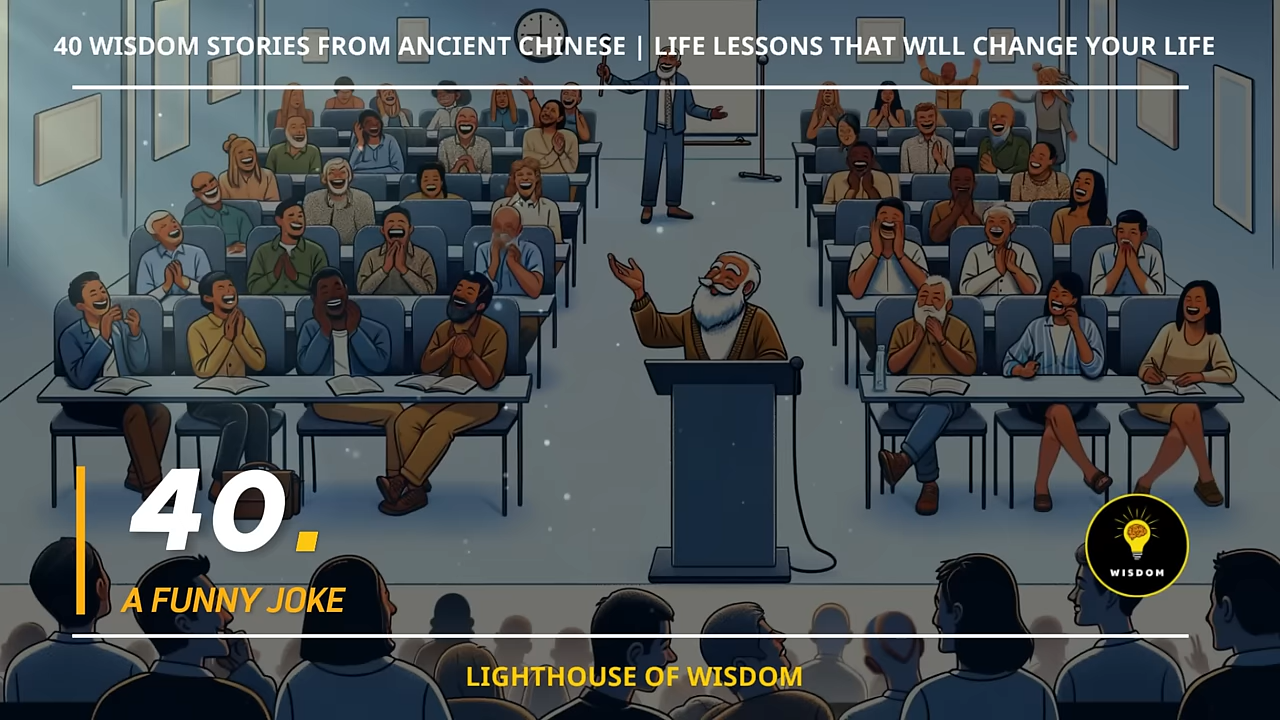 40 WISDOM STORIES FROM ANCIENT CHINESE | LIFE LESSONS THAT WILL CHANGE YOUR LIFE
40.
A FUNNY JOKE
WISDOM
LIGHTHOUSE OF WISDOM